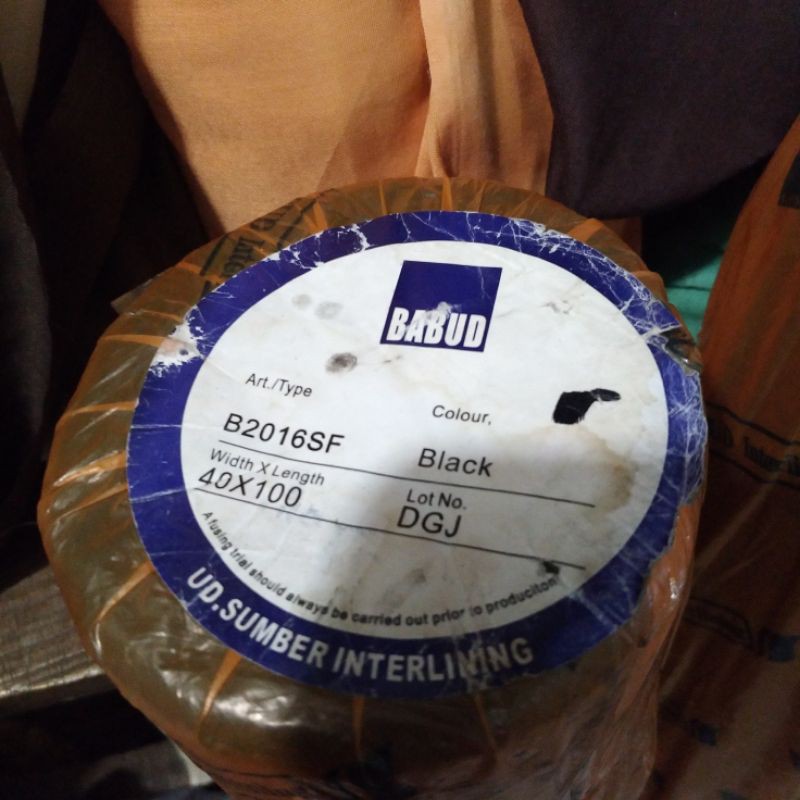 BABUD
Art./Type
Colour,
B2016SF
Black
Width X Length
Lot No.
40X100
DGJ
A fusing trial should always be carried out prior to produciton
UD.SUMBER INTERLINING